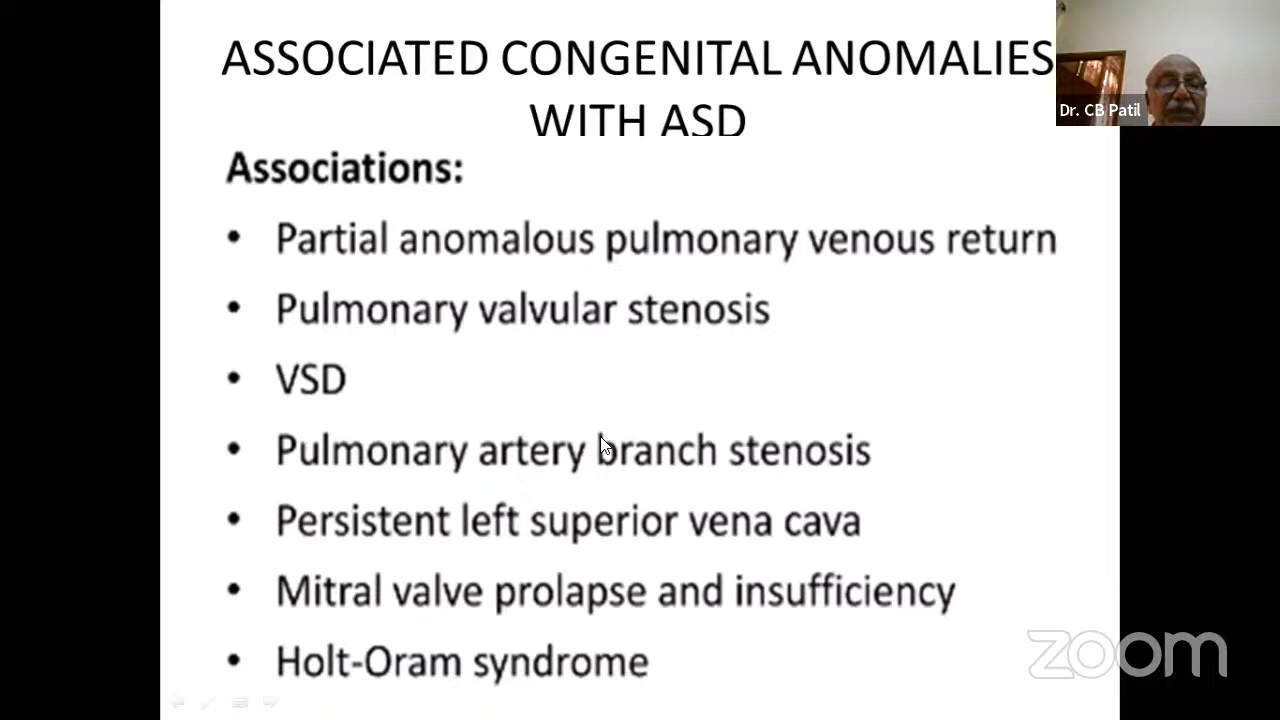 ASSOCIATED CONGENITAL ANOMALIES
WITH ASD
Dr. CB Patil
Associations:
• Partial anomalous pulmonary venous return
• Pulmonary valvular stenosis
• VSD
• Pulmonary artery branch stenosis
• Persistent left superior vena cava
• Mitral valve prolapse and insufficiency
• Holt-Oram syndrome
zoom